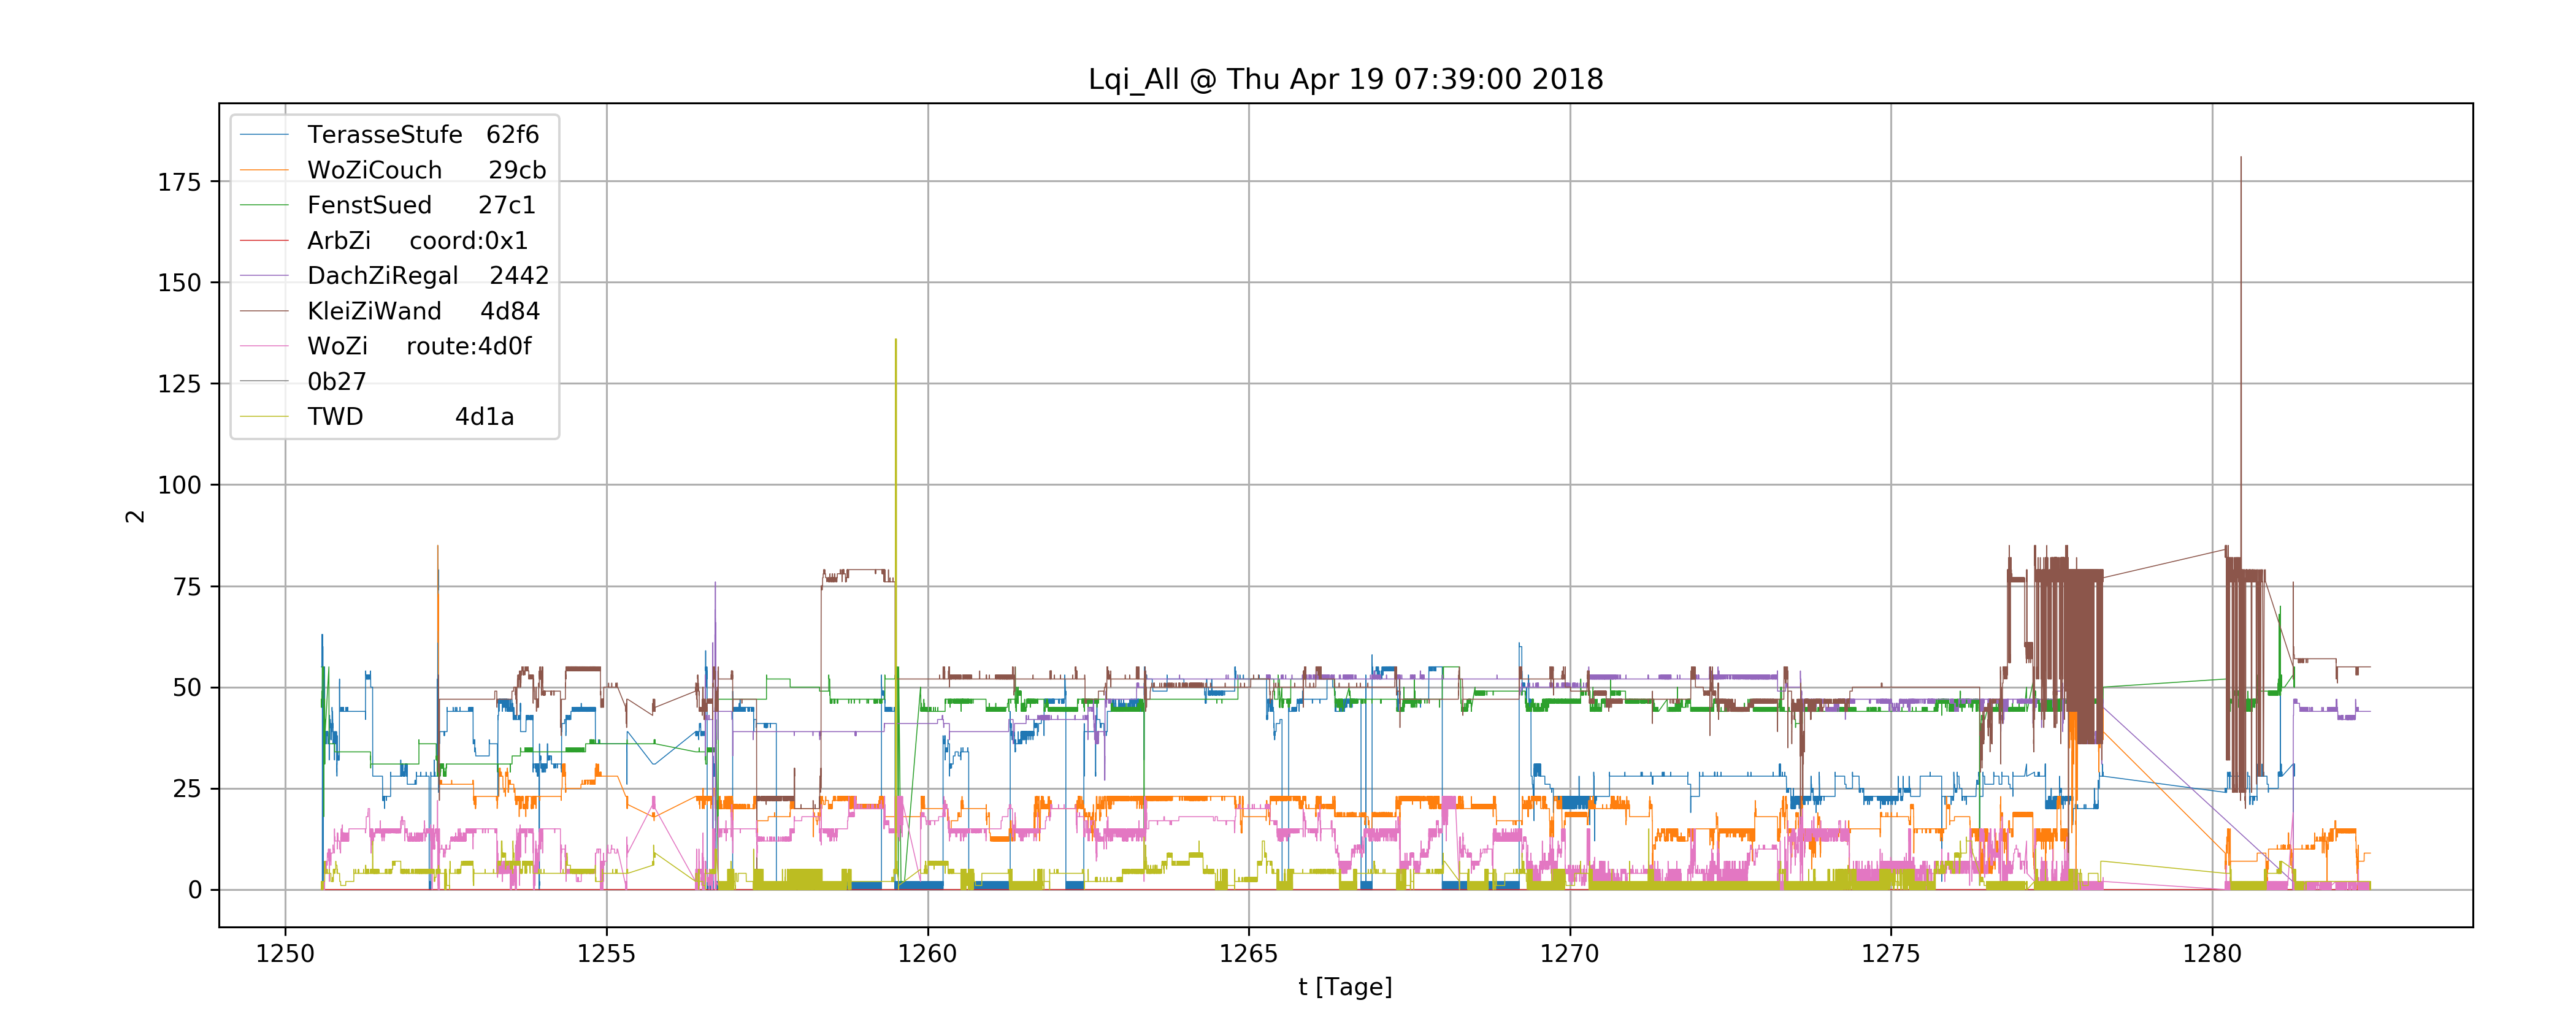 Lqi_All @ Thu Apr 19 07:39:00 2018
TerasseStufe 62f6
WoZiCouch 29cb
FenstSued 27c1
ArbZi coord:0x1
DachZiRegal 2442
KleiZiWand 4d84
WoZi route:4d0f
0b27
TWD 4d1a
175
150
125
100
75
50
25
0
2
1250 1255 1260 1265 1270 1275 1280
t [Tage]